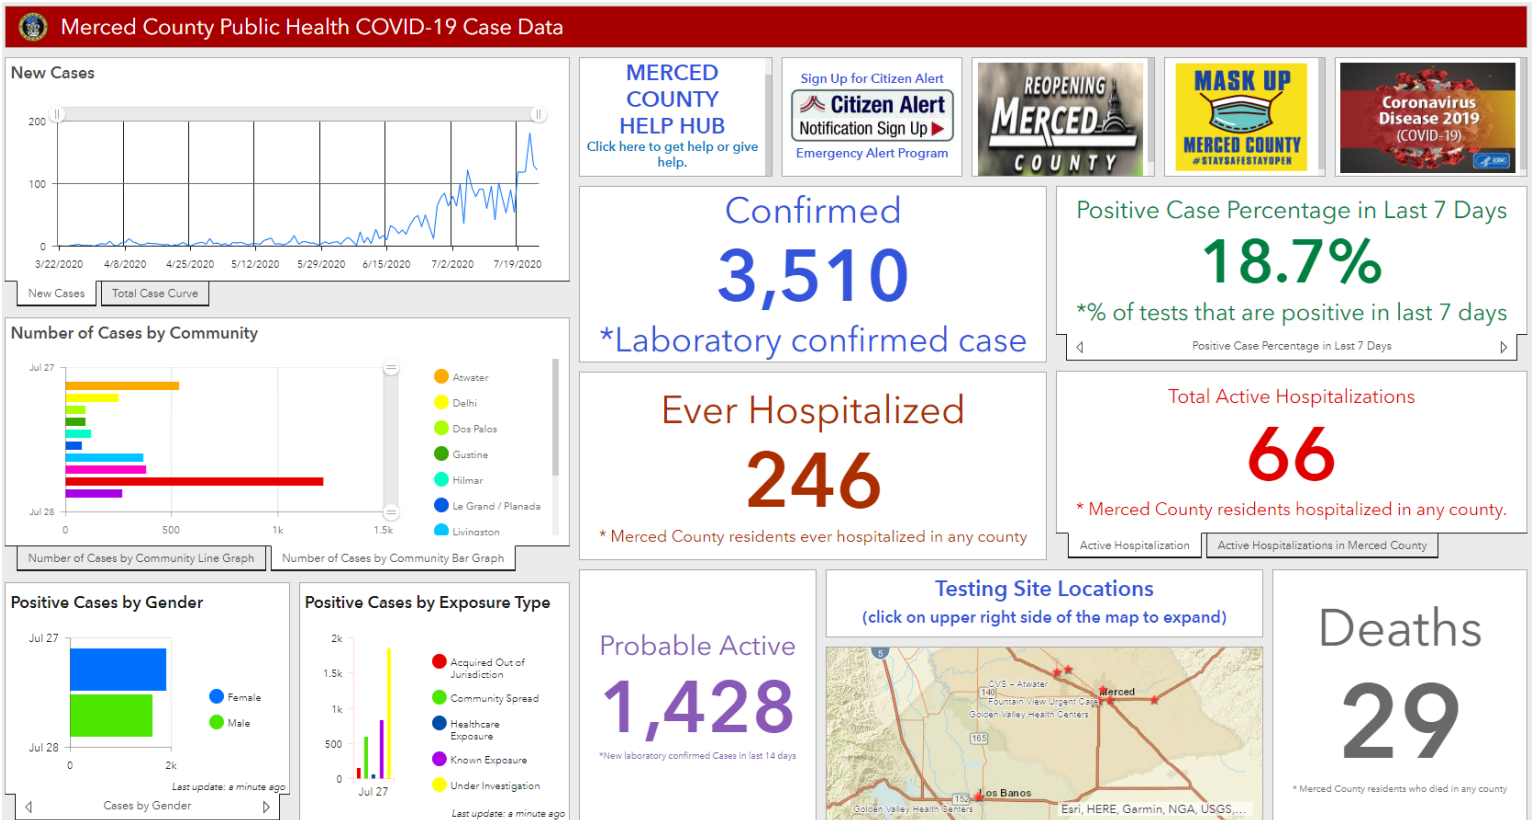 Merced County Public Health COVID-19 Case Data
New Cases
200
100
0
3/22/2020
4/8/2020
4/25/2020
5/12/2020
5/29/2020
6/15/2020
7/2/2020
7/19/2020
New Cases
Total Case Curve
MERCED
COUNTY
HELP HUB
Click here to get help or give
help.
Sign Up for Citizen Alert
Citizen Alert
Notification Sign Up
Emergency Alert Program
REOPENING
MERCED
COUNTY
MASK UP
MERCED COUNTY
#STAYSAFESTAYOPEN
Coronavirus
Disease 2019
(COVID-19)
CDC
Confirmed
3,510
*Laboratory confirmed case
Positive Case Percentage in Last 7 Days
18.7%
*% of tests that are positive in last 7 days
Positive Case Percentage in Last 7 Days
Number of Cases by Community
Jul 27
Jul 28
0
500
1k
1.5k
Atwater
Delhi
Dos Palos
Gustine
Hilmar
Le Grand / Planada
Livingston
Number of Cases by Community Line Graph
Number of Cases by Community Bar Graph
Ever Hospitalized
246
* Merced County residents ever hospitalized in any county
Total Active Hospitalizations
66
* Merced County residents hospitalized in any county.
Active Hospitalization
Active Hospitalizations in Merced County
Positive Cases by Gender
Jul 27
Jul 28
0
2k
Female
Male
Last update: a minute ago
Cases by Gender
Positive Cases by Exposure Type
2k
1.5k
1k
500
0
Jul 27
Acquired Out of
Jurisdiction
Community Spread
Healthcare
Exposure
Known Exposure
Under Investigation
Last update: a minute ago
Probable Active
1,428
*New laboratory confirmed Cases in last 14 days
Testing Site Locations
(click on upper right side of the map to expand)
5
CVS – Atwater
140
Merced
Fountain View Urgent Care
Golden Valley Health Centers
165
152
Los Banos
Golden Valley Health Centers
Esri, HERE, Garmin, NGA, USGS,...
Deaths
29
* Merced County residents who died in any county